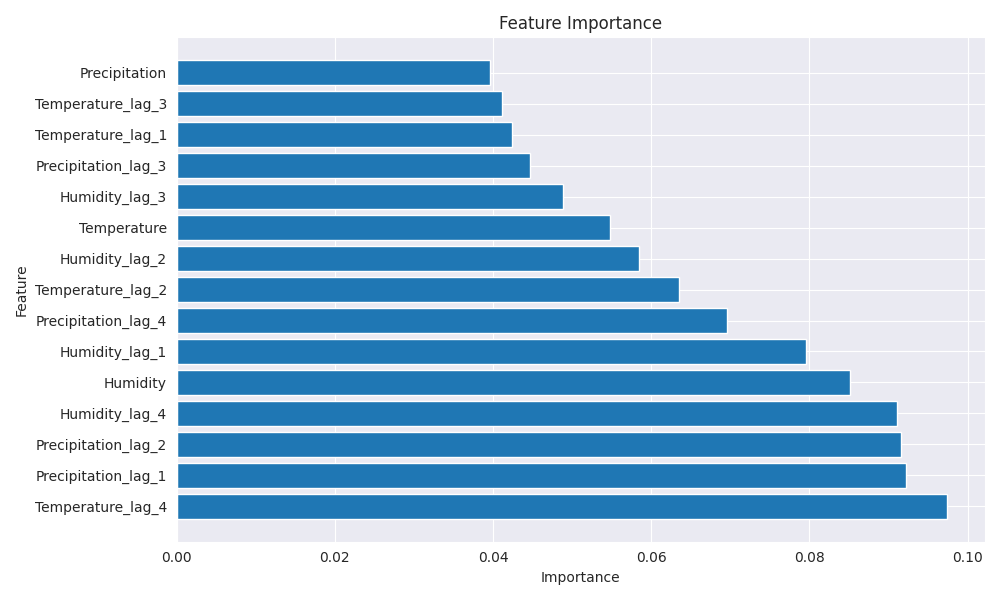 Feature Importance
Precipitation
Temperature_lag_3
Temperature_lag_1
Precipitation_lag_3
Humidity_lag_3
Temperature
Humidity_lag_2
Temperature_lag_2
Precipitation_lag_4
Humidity_lag_1
Humidity
Humidity_lag_4
Precipitation_lag_2
Precipitation_lag_1
Temperature_lag_4
Feature
0.00 0.02 0.04 0.06 0.08 0.10
Importance